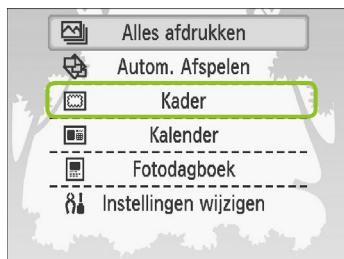 Alles afdrukken
Autom. Afspelen
Kader
Kalender
Fotodagboek
Instellingen wijzigen